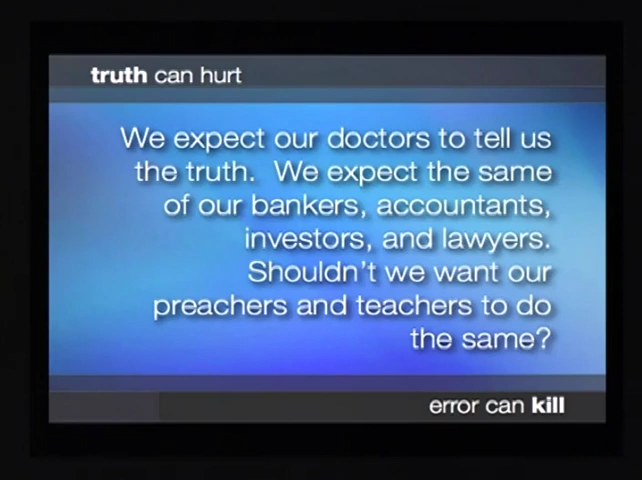 truth can hurt
We expect our doctors to tell us
the truth.  We expect the same
of our bankers, accountants,
investors, and lawyers.
Shouldn't we want our
preachers and teachers to do
the same?
error can kill